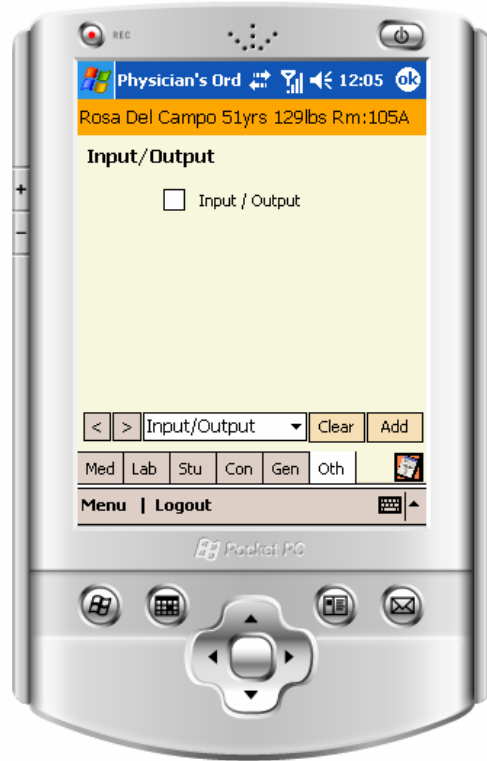 REC
Physician's Ord 12:05 ok
Rosa Del Campo 51yrs 129lbs Rm:105A
Input/Output
Input / Output
< > Input/Output Clear Add
Med Lab Stu Con Gen Oth
Menu | Logout
Pocket PC
+
-